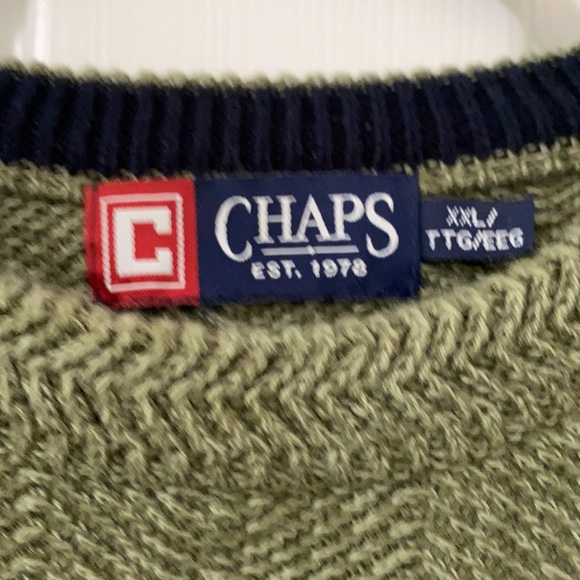 C
CHAPS
EST. 1978
XXL/
TTG/EEG